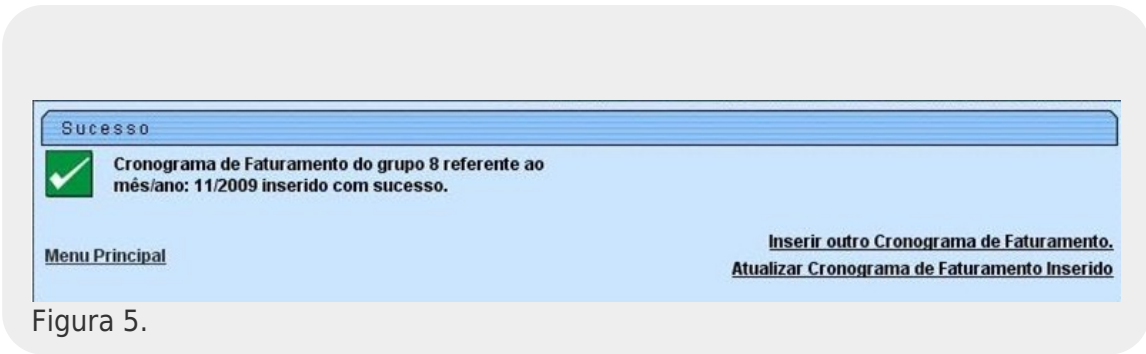 Sucesso
Cronograma de Faturamento do grupo 8 referente ao
mês/ano: 11/2009 inserido com sucesso.
Inserir outro Cronograma de Faturamento.
Menu Principal
Atualizar Cronograma de Faturamento Inserido
Figura 5.